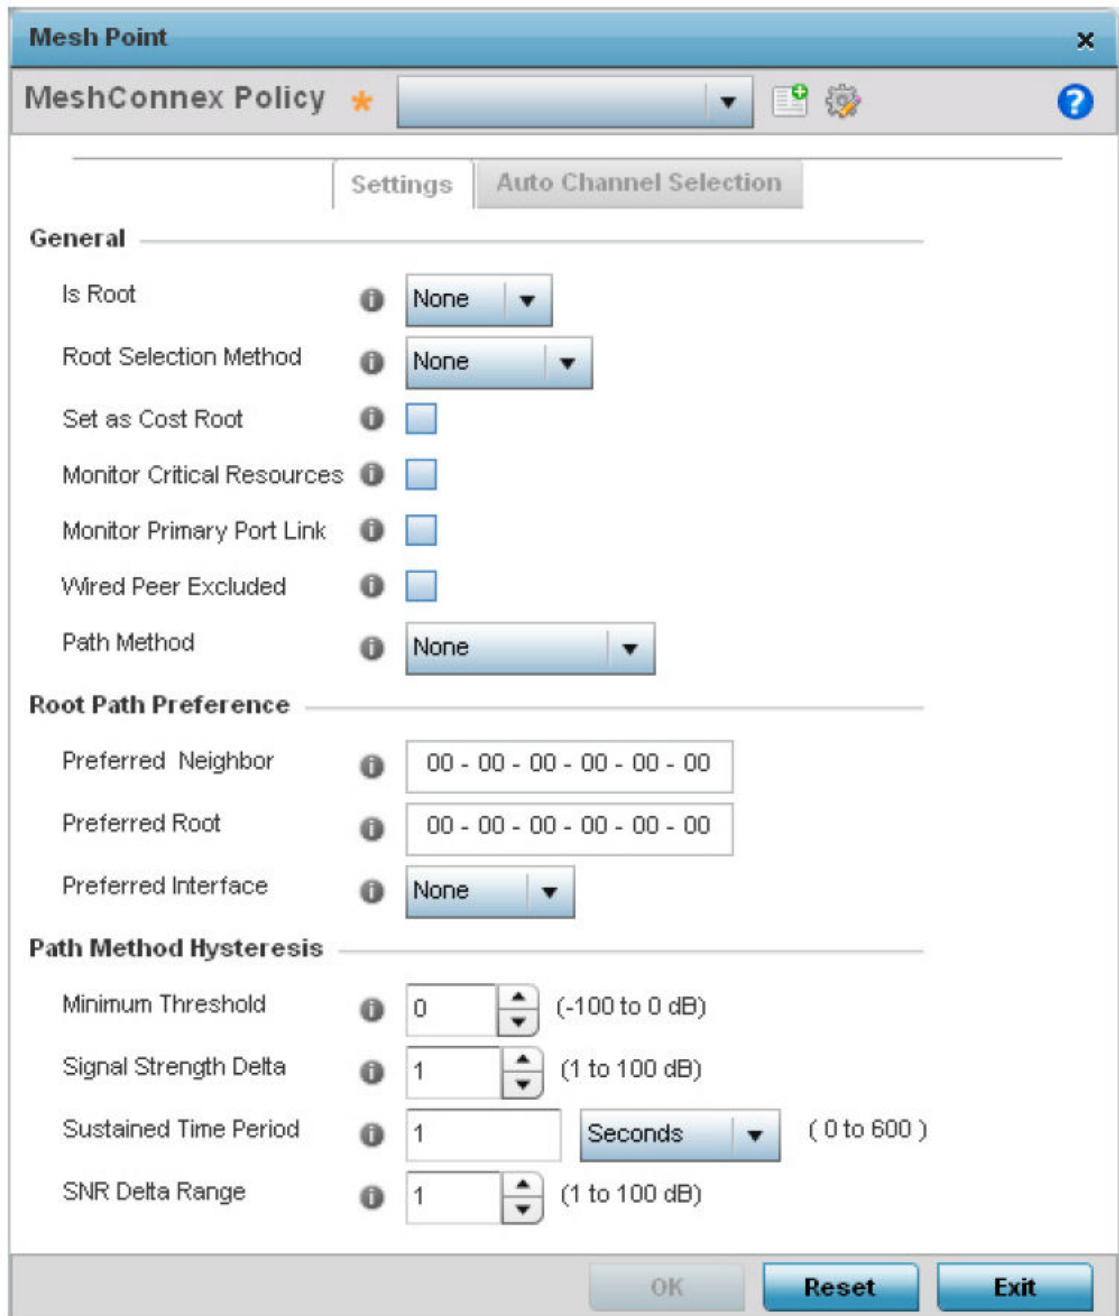 Mesh Point
MeshConnex Policy *
Settings Auto Channel Selection
General
Is Root None
Root Selection Method None
Set as Cost Root
Monitor Critical Resources
Monitor Primary Port Link
Wired Peer Excluded
Path Method None
Root Path Preference
Preferred Neighbor 00 - 00 - 00 - 00 - 00 - 00
Preferred Root 00 - 00 - 00 - 00 - 00 - 00
Preferred Interface None
Path Method Hysteresis
Minimum Threshold 0 (-100 to 0 dB)
Signal Strength Delta 1 (1 to 100 dB)
Sustained Time Period 1 Seconds ( 0 to 600 )
SNR Delta Range 1 (1 to 100 dB)
OK Reset Exit